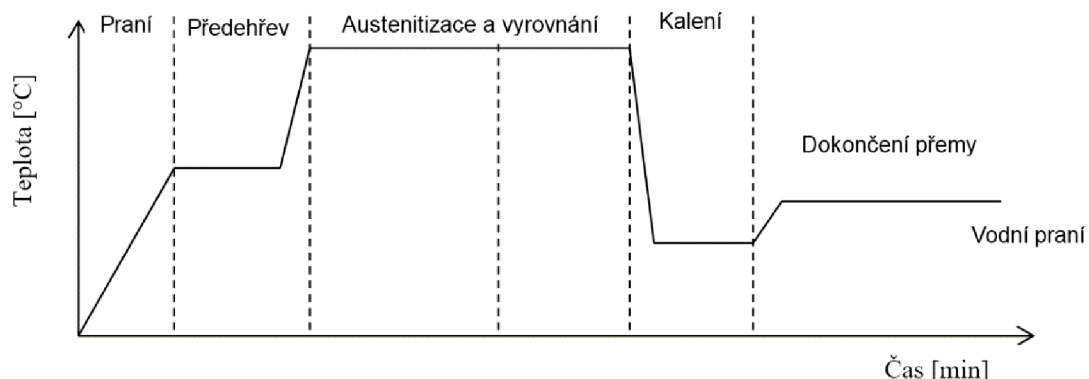 Praní
Předehřev
Austenitizace a vyrovnání
Kalení
Teplota [°C]
Dokončení přemy
Vodní praní
Čas [min]